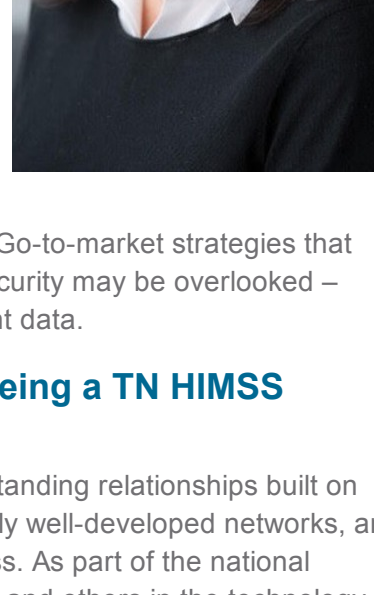 Go-to-market strategies that
curity may be overlooked –
nt data.
eing a TN HIMSS
tanding relationships built on
ly well-developed networks, a
s. As part of the national
and others in the technology